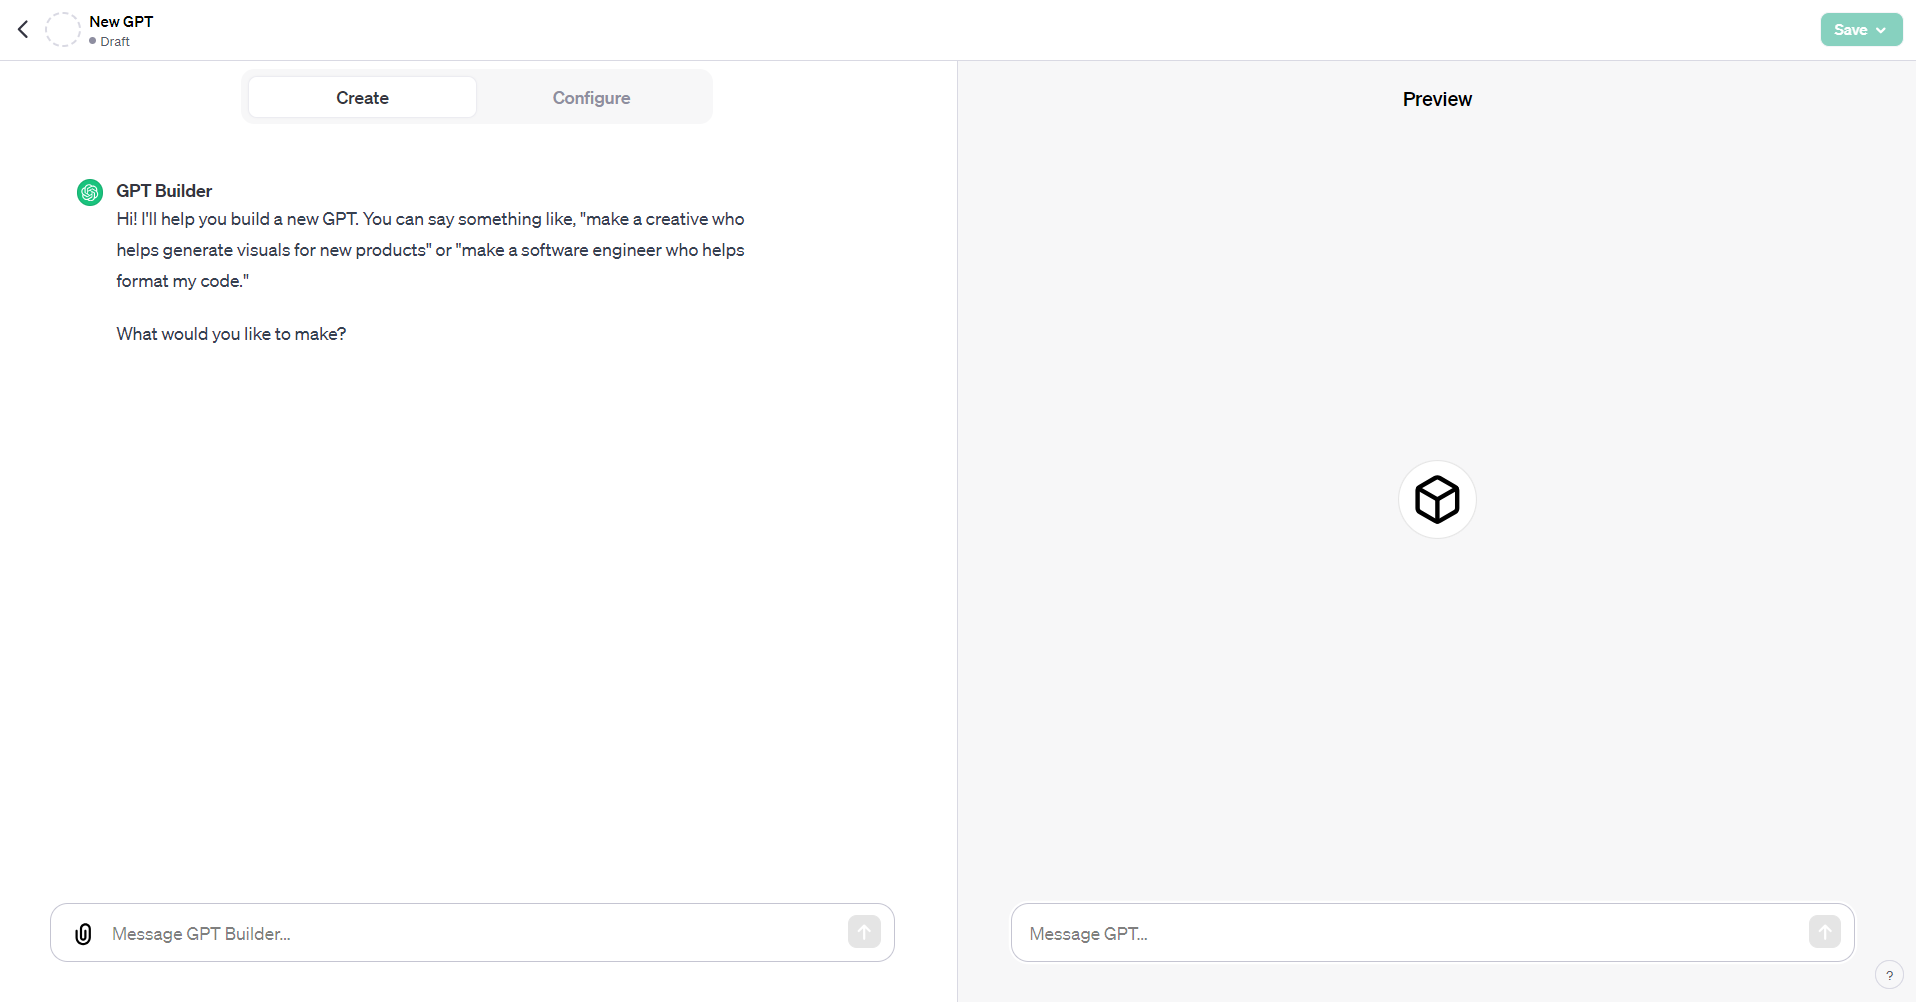 New GPT
Draft
Save
Create
Configure
Preview
GPT Builder
Hi! I'll help you build a new GPT. You can say something like, "make a creative who
helps generate visuals for new products" or "make a software engineer who helps
format my code."
What would you like to make?
Message GPT Builder...
Message GPT...
?